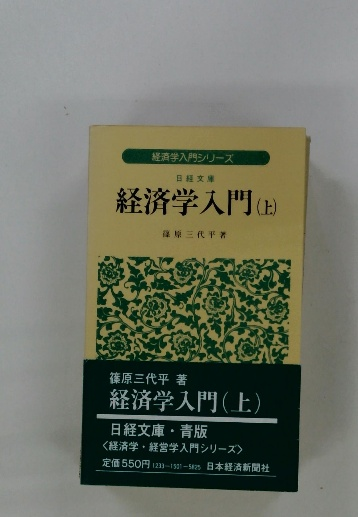 経済学入門シリーズ
日経文庫
経済学入門(上)
篠原三代平著
篠原三代平 著
経済学入門(上)
日経文庫・青版
〈経済学・経営学入門シリーズ〉
定価550円 1233-1501-5825 日本経済新聞社